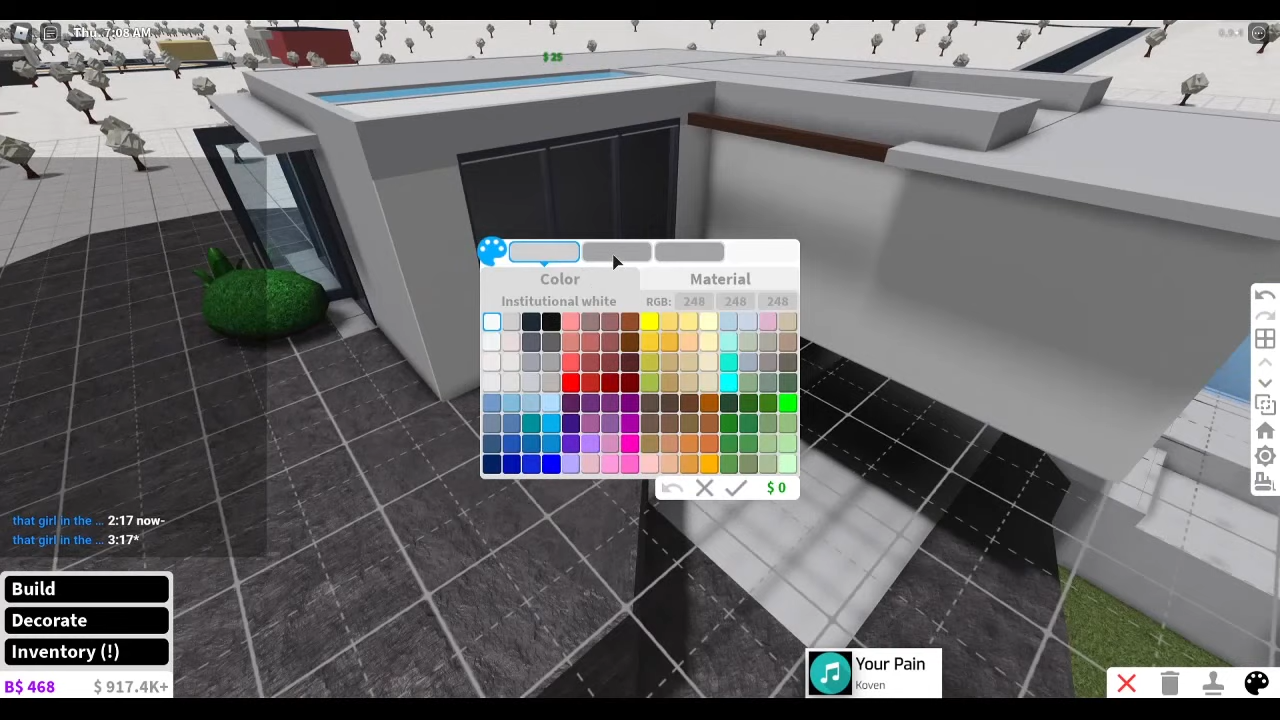 Thu. 7:08 AM
$ 25
Color
Material
Institutional white
RGB: 248 248 248
$ 0
that girl in the ... 2:17 now-
that girl in the ... 3:17*
Build
Decorate
Inventory (!)
B$ 468
$ 917.4K+
Your Pain
Koven